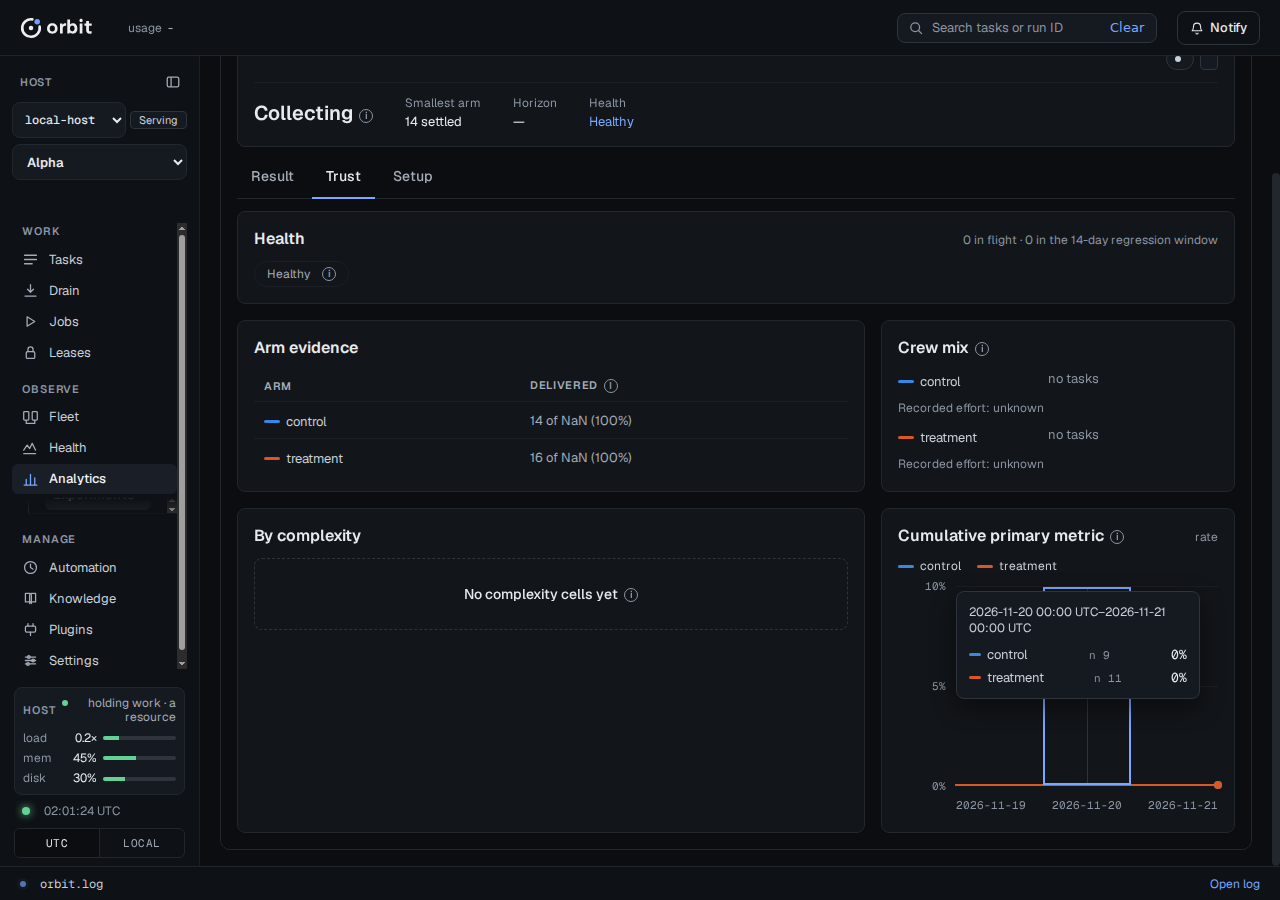 orbit
usage -
Search tasks or run ID
Clear
Notify
HOST
local-host
Serving
Alpha
WORK
Tasks
Drain
Jobs
Leases
OBSERVE
Fleet
Health
Analytics
MANAGE
Automation
Knowledge
Plugins
Settings
HOST
holding work · a
resource
load 0.2×
mem 45%
disk 30%
02:01:24 UTC
UTC
LOCAL
Collecting
Smallest arm
14 settled
Horizon
—
Health
Healthy
Result
Trust
Setup
Health
0 in flight · 0 in the 14-day regression window
Healthy
Arm evidence
ARM
DELIVERED
control
14 of NaN (100%)
treatment
16 of NaN (100%)
Crew mix
control
no tasks
Recorded effort: unknown
treatment
no tasks
Recorded effort: unknown
By complexity
No complexity cells yet
Cumulative primary metric
rate
control
treatment
10%
2026-11-20 00:00 UTC–2026-11-21
00:00 UTC
control n 9 0%
treatment n 11 0%
5%
0%
2026-11-19
2026-11-20
2026-11-21
orbit.log
Open log